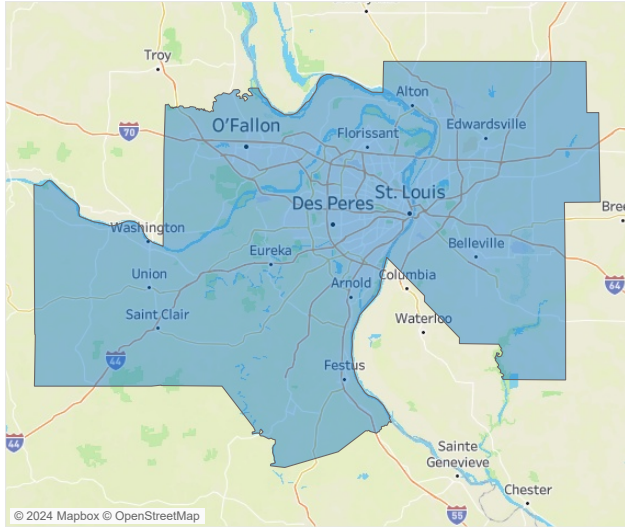 Troy
Alton
70
O'Fallon
Florissant
Edwardsville
St. Louis
Des Peres
Bree
Washington
Eureka
Belleville
Union
Arnold
Columbia
64
Saint Clair
Waterloo
44
Festus
44
Sainte
Genevieve
Chester
55
© 2024 Mapbox © OpenStreetMap